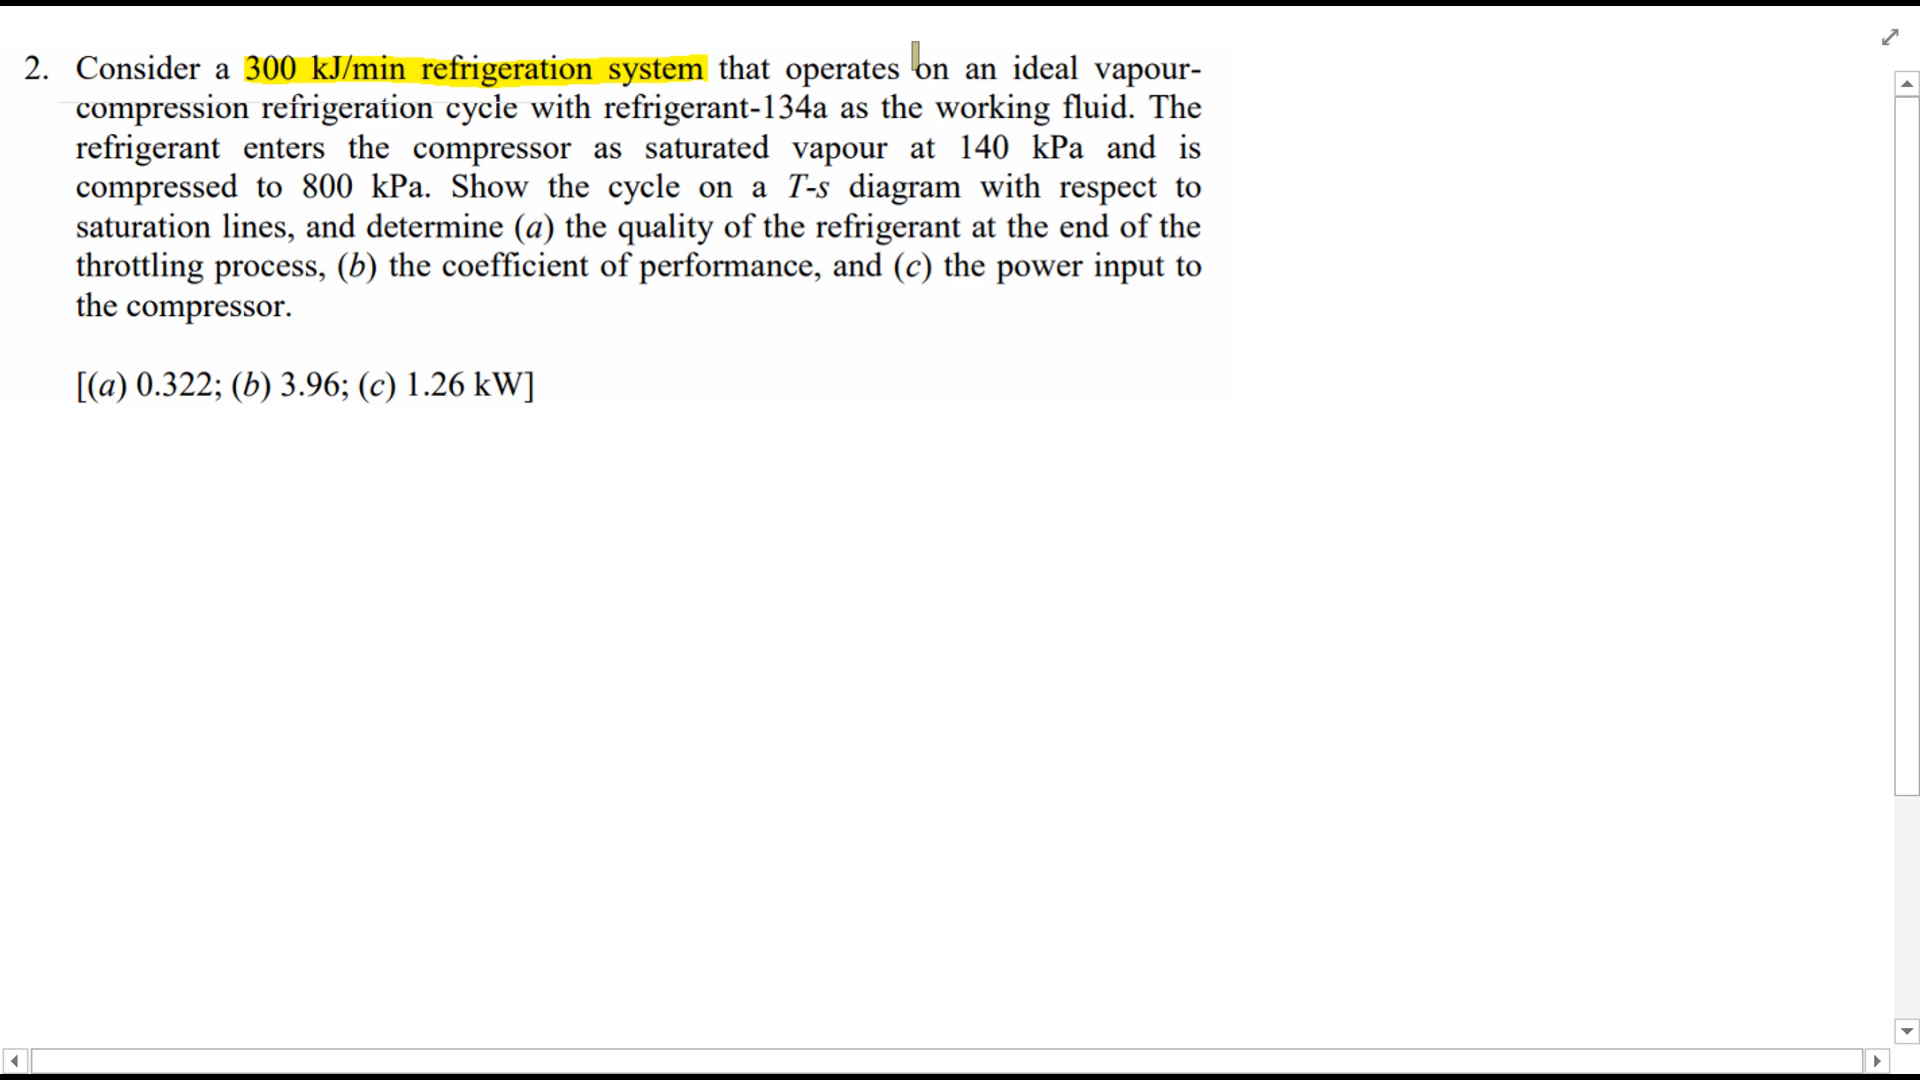 2. Consider a 300 kJ/min refrigeration system that operates on an ideal vapour-
compression refrigeration cycle with refrigerant-134a as the working fluid. The
refrigerant enters the compressor as saturated vapour at 140 kPa and is
compressed to 800 kPa. Show the cycle on a T-s diagram with respect to
saturation lines, and determine (a) the quality of the refrigerant at the end of the
throttling process, (b) the coefficient of performance, and (c) the power input to
the compressor.
[(a) 0.322; (b) 3.96; (c) 1.26 kW]